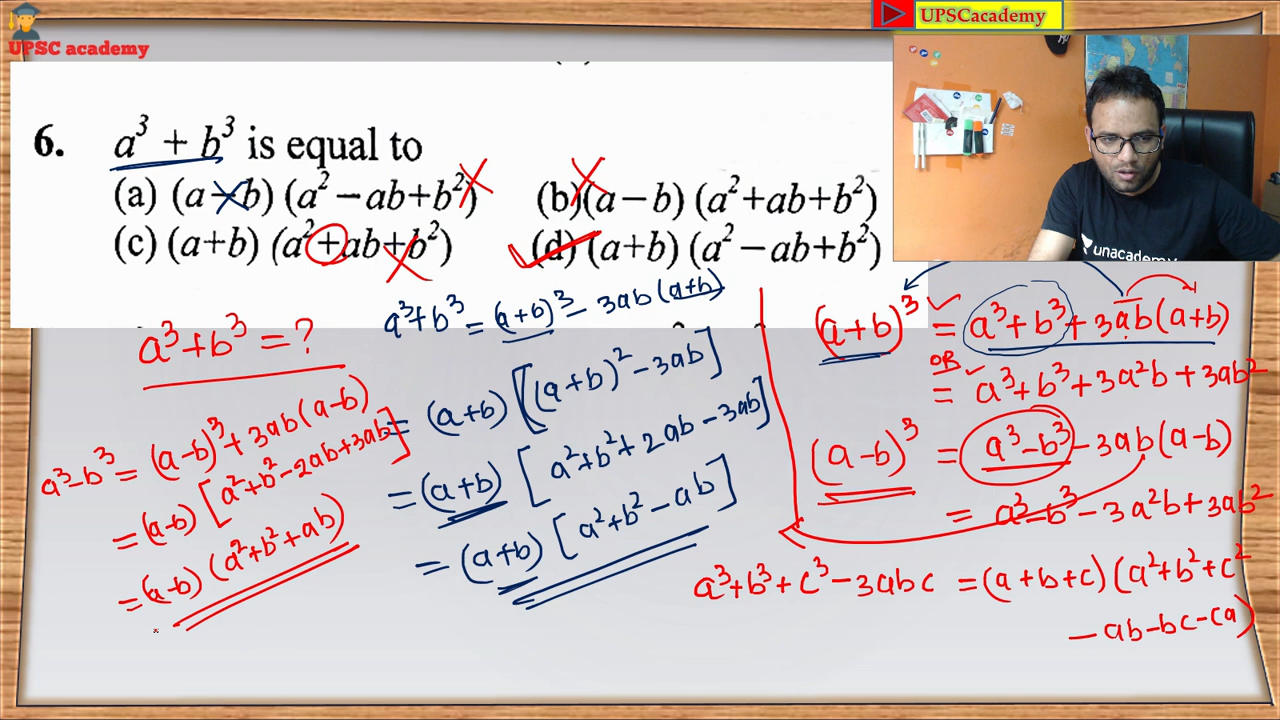 UPSC academy
UPSCacademy
6. a³ + b³ is equal to
(a) (a−b) (a² −ab+b²)
(b) (a−b) (a²+ab+b²)
(c) (a+b) (a²+ab+b²)
(d) (a+b) (a²−ab+b²)
unacademy
a³+b³ = ?
a³-b³ = (a-b)³+3ab(a-b)
= (a-b) [a²+b²-2ab+3ab]
= (a-b) (a²+b²+ab)
a³+b³ = (a+b)³ - 3ab(a+b)
= (a+b) [(a+b)² - 3ab]
= (a+b) [a²+b²+2ab-3ab]
= (a+b) [a²+b²-ab]
(a+b)³ = a³+b³+3ab(a+b)
OR
= a³+b³+3a²b+3ab²
(a-b)³ = a³-b³-3ab(a-b)
= a³-b³-3a²b+3ab²
a³+b³+c³-3abc = (a+b+c) (a²+b²+c²
-ab-bc-ca)